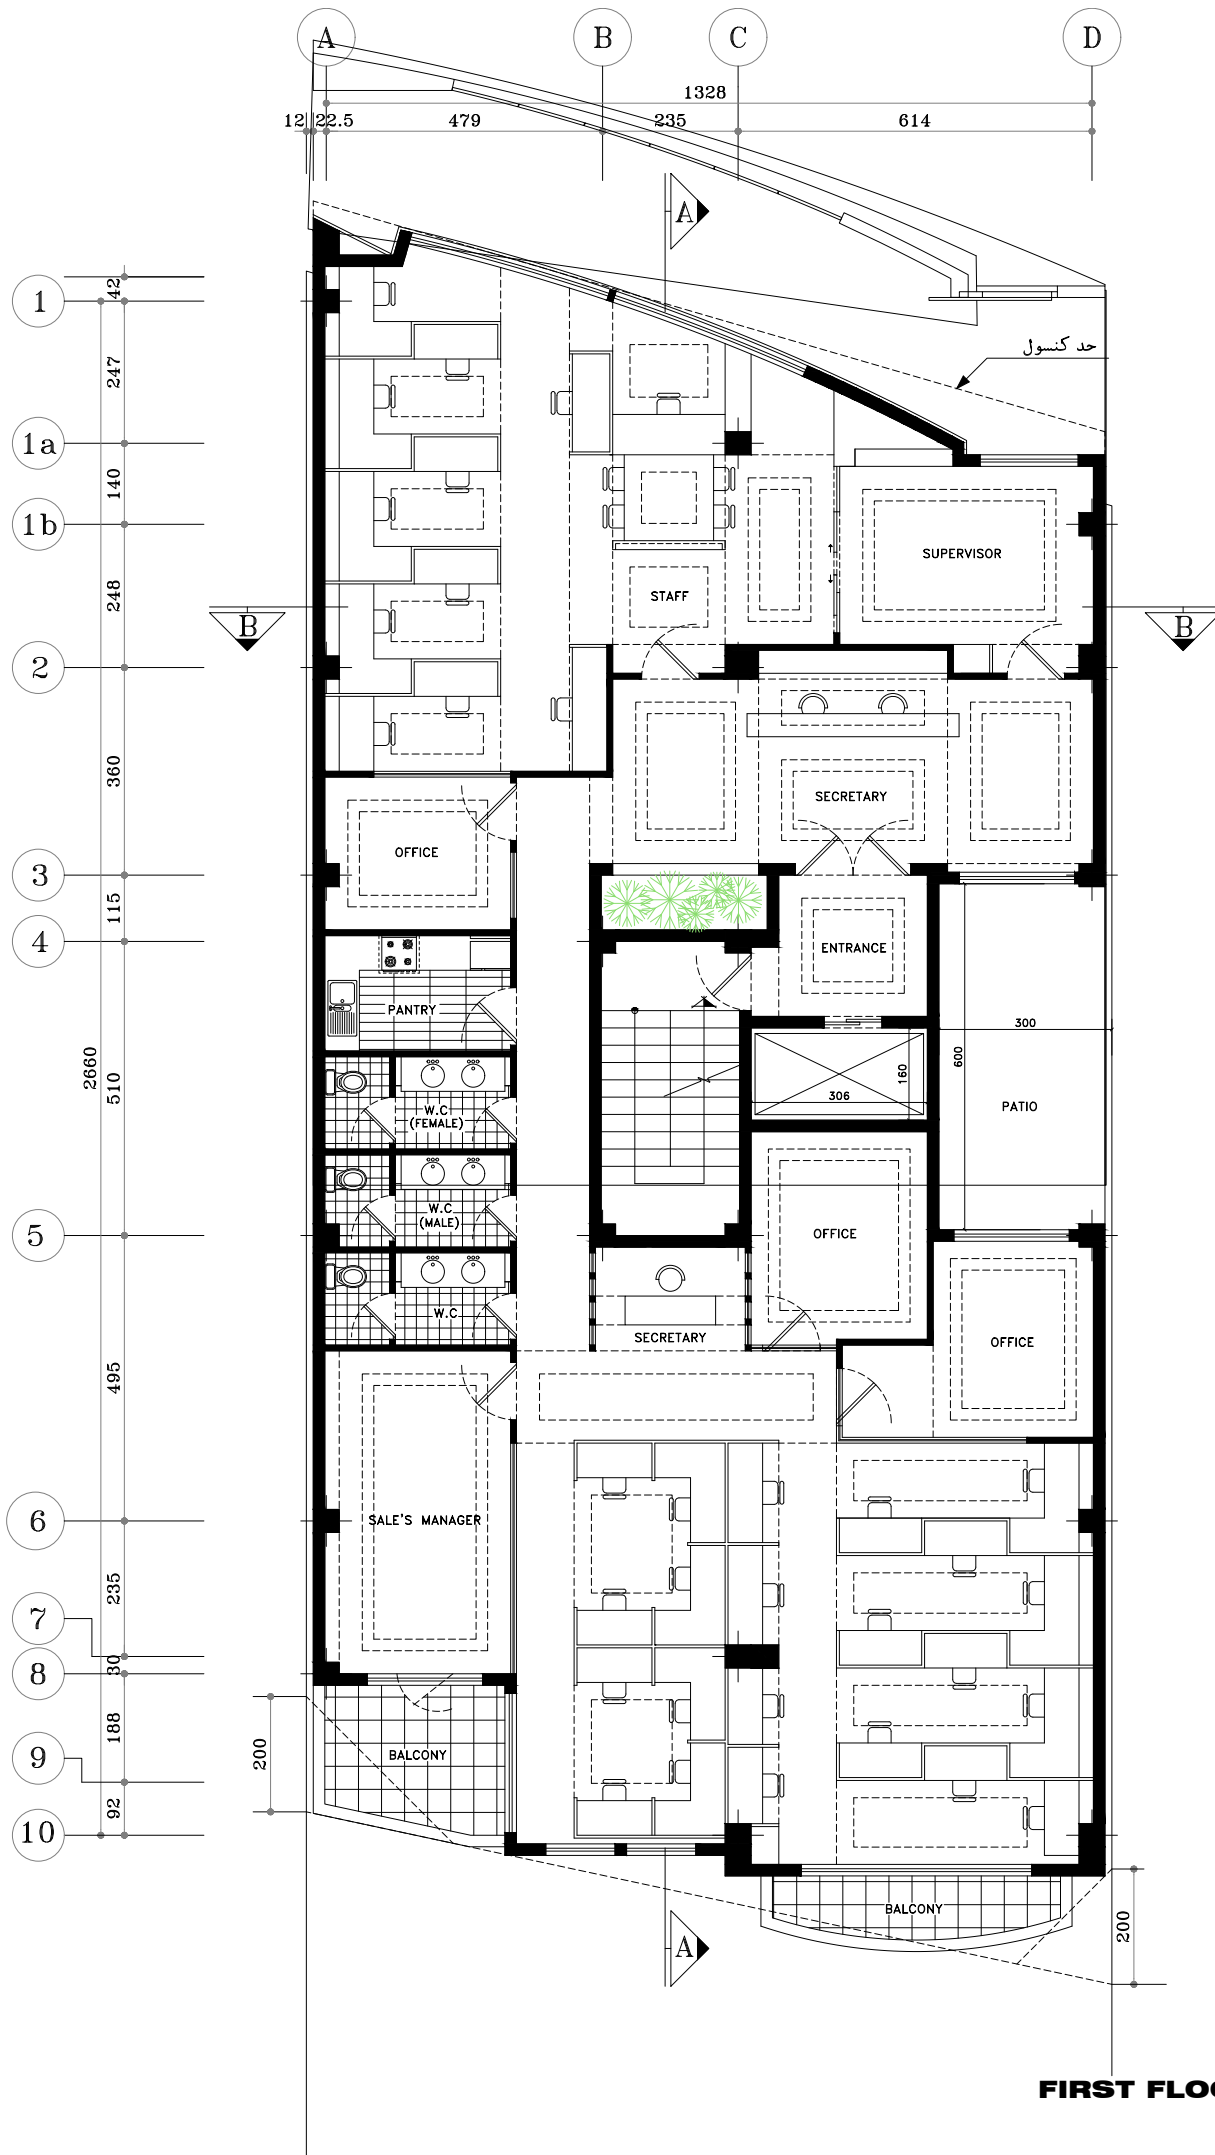 A B C D
1328
12 22.5 479 235 614
A
1
42
247
حد کنسول
1a
140
1b
248
SUPERVISOR
STAFF
B B
2
360
SECRETARY
OFFICE
3
115
4
ENTRANCE
PANTRY
2660
510
300
600
160
306
PATIO
W.C
(FEMALE)
W.C
(MALE)
5
OFFICE
W.C
SECRETARY
OFFICE
495
6
SALE'S MANAGER
235
7
30
8
188
200
BALCONY
9
92
10
BALCONY
200
A
FIRST FLOO